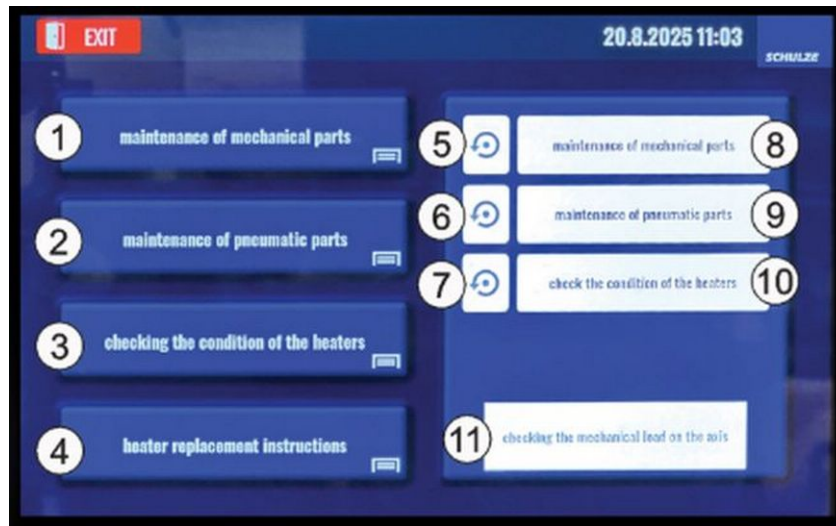 EXIT
20.8.2025 11:03
SCHULZE
1 maintenance of mechanical parts
2 maintenance of pneumatic parts
3 checking the condition of the heaters
4 heater replacement instructions
5 maintenance of mechanical parts 8
6 maintenance of pneumatic parts 9
7 check the condition of the heaters 10
11 checking the mechanical load on the axis